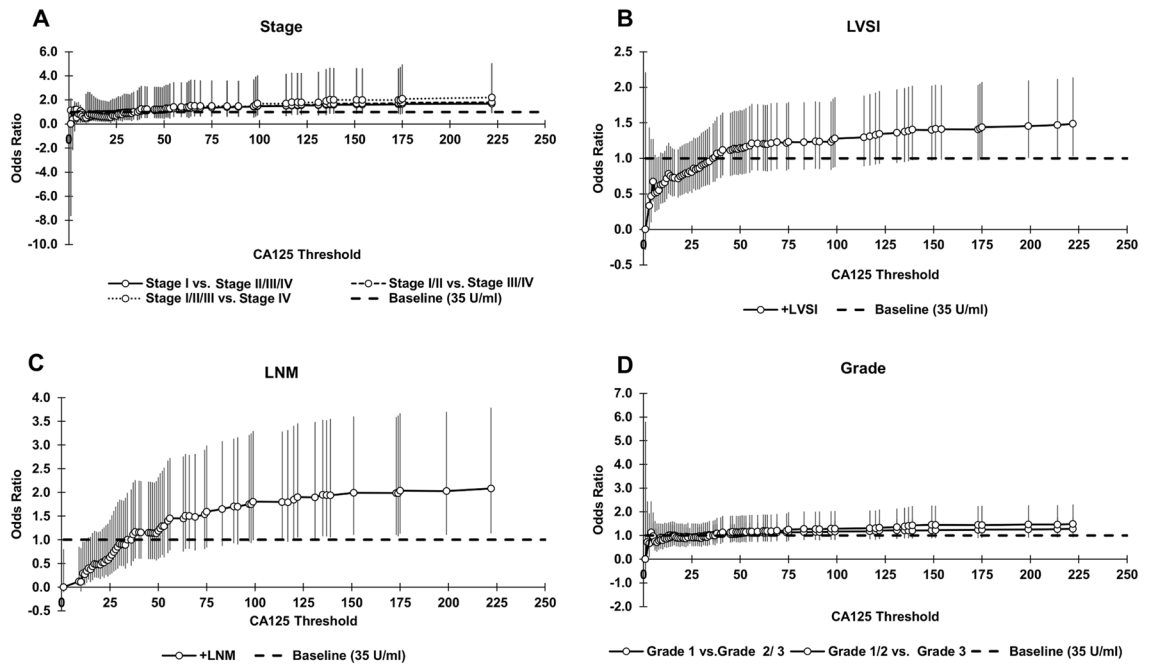 A
Stage
6.0
4.0
2.0
0.0
-2.0
-4.0
-6.0
-8.0
-10.0
Odds Ratio
0 25 50 75 100 125 150 175 200 225 250
CA125 Threshold
Stage I vs. Stage II/III/IV
Stage I/II vs. Stage III/IV
Stage I/II/III vs. Stage IV
Baseline (35 U/ml)
B
LVSI
2.5
2.0
1.5
1.0
0.5
0.0
-0.5
Odds Ratio
0 25 50 75 100 125 150 175 200 225 250
CA125 Threshold
+LVSI
Baseline (35 U/ml)
C
LNM
4.0
3.5
3.0
2.5
2.0
1.5
1.0
0.5
0.0
-0.5
Odds Ratio
0 25 50 75 100 125 150 175 200 225 250
CA125 Threshold
+LNM
Baseline (35 U/ml)
D
Grade
7.0
6.0
5.0
4.0
3.0
2.0
1.0
0.0
-1.0
-2.0
Odds Ratio
0 25 50 75 100 125 150 175 200 225 250
CA125 Threshold
Grade 1 vs.Grade 2/ 3
Grade 1/2 vs. Grade 3
Baseline (35 U/ml)